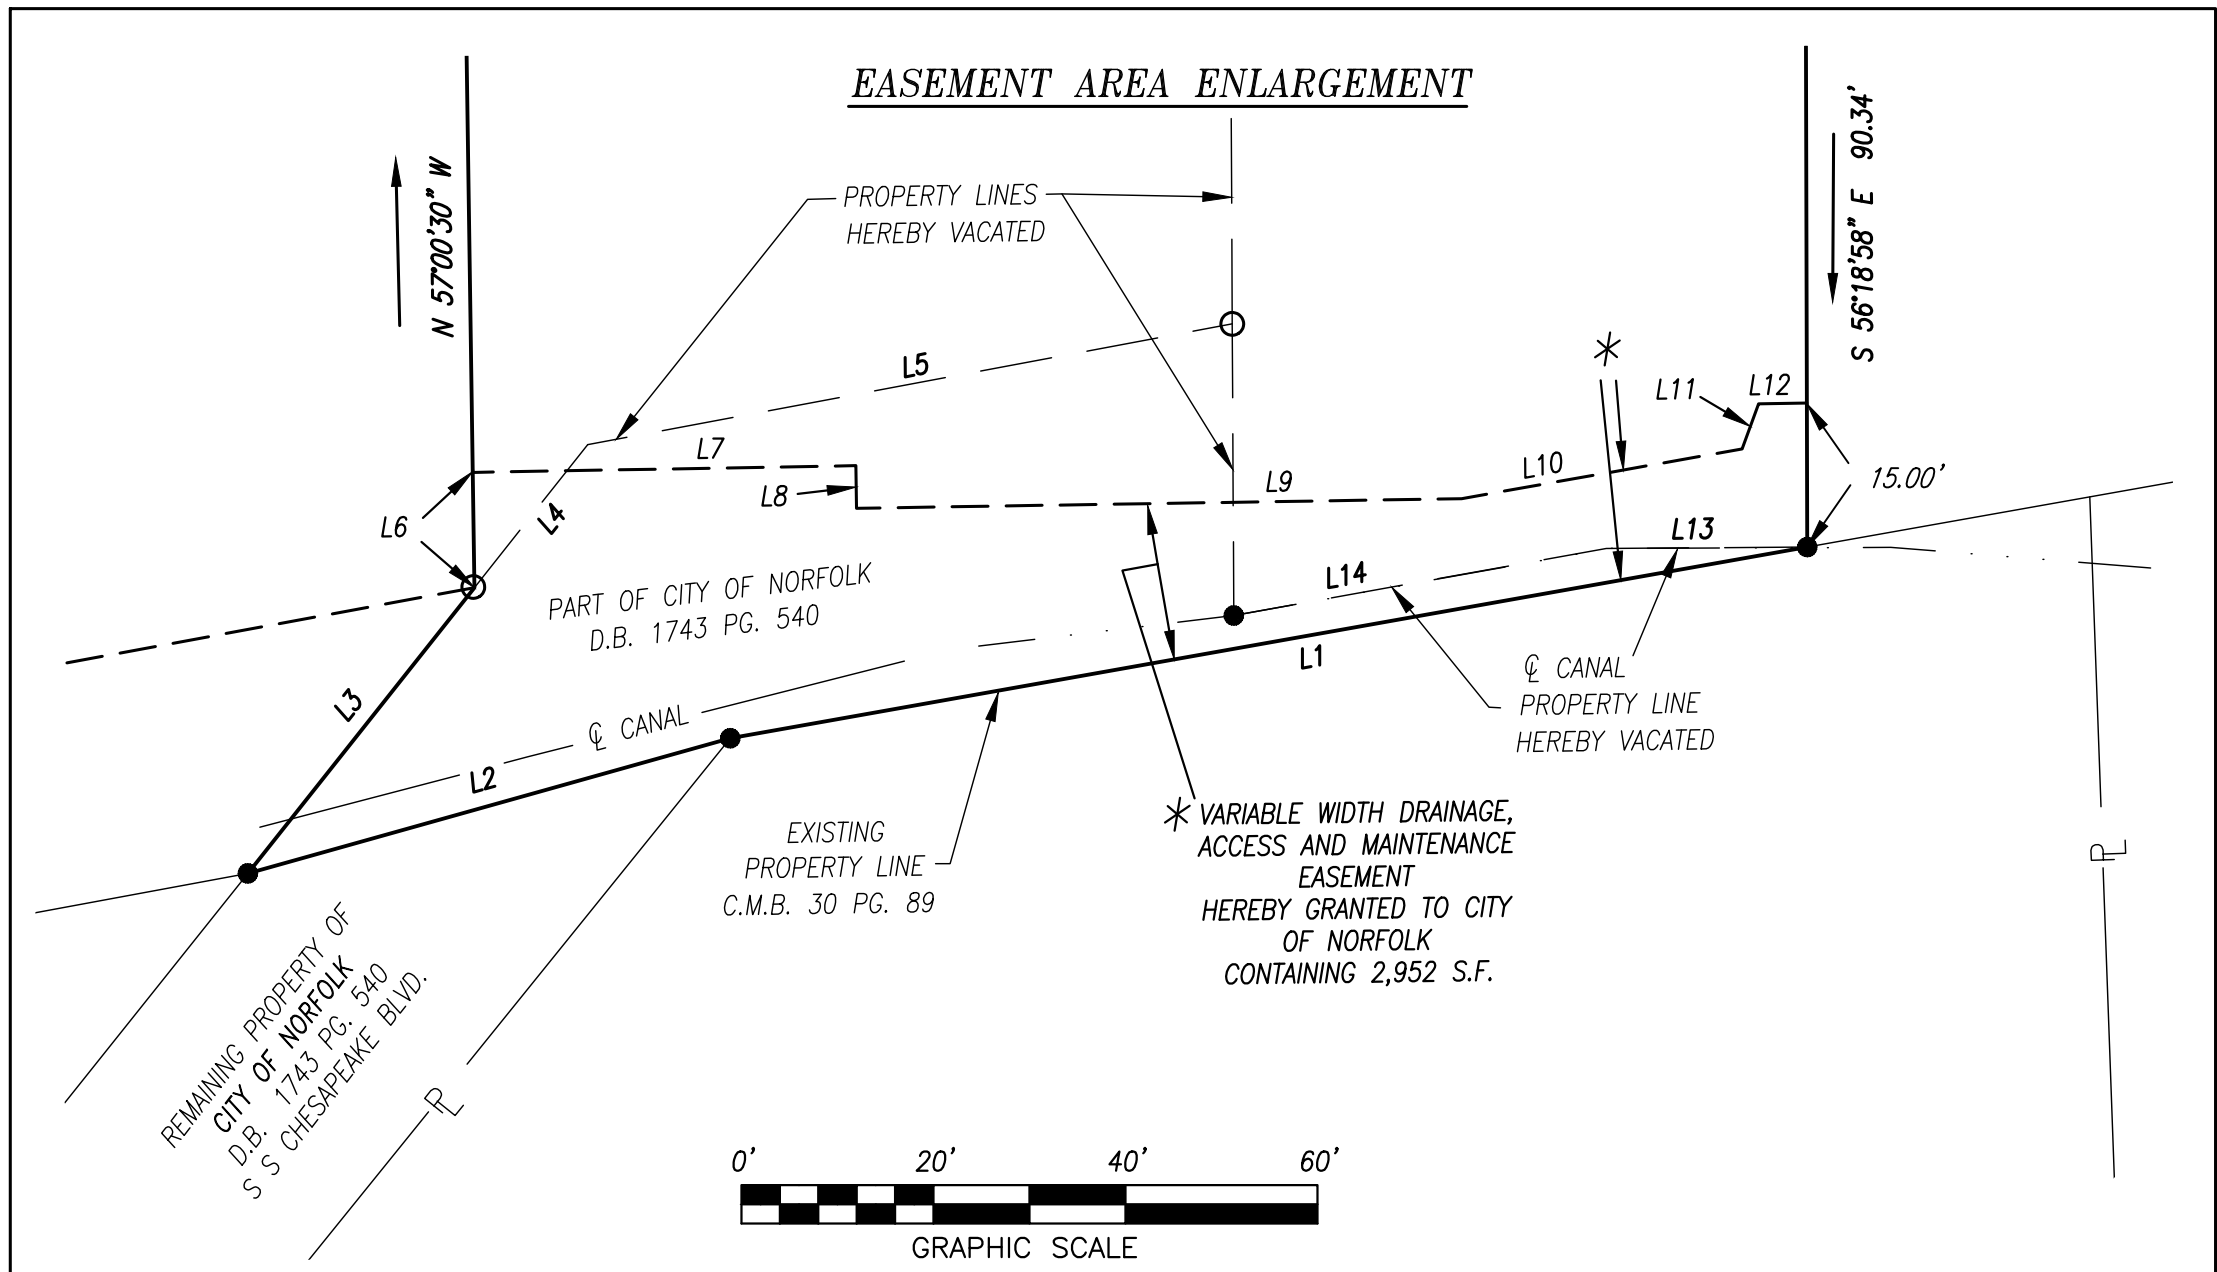 EASEMENT AREA ENLARGEMENT
N 57°00'30" W
S 56°18'58" E 90.34'
PROPERTY LINES
HEREBY VACATED
L5
L11
L12
L7
L10
L8
L9
15.00'
L6
L4
L13
L14
PART OF CITY OF NORFOLK
D.B. 1743 PG. 540
L1
L3
℄ CANAL
PROPERTY LINE
HEREBY VACATED
℄ CANAL
L2
EXISTING
PROPERTY LINE
C.M.B. 30 PG. 89
* VARIABLE WIDTH DRAINAGE,
ACCESS AND MAINTENANCE
EASEMENT
HEREBY GRANTED TO CITY
OF NORFOLK
CONTAINING 2,952 S.F.
*
PL
REMAINING PROPERTY OF
CITY OF NORFOLK
D.B. 1743 PG. 540
S S CHESAPEAKE BLVD.
PL
0' 20' 40' 60'
GRAPHIC SCALE